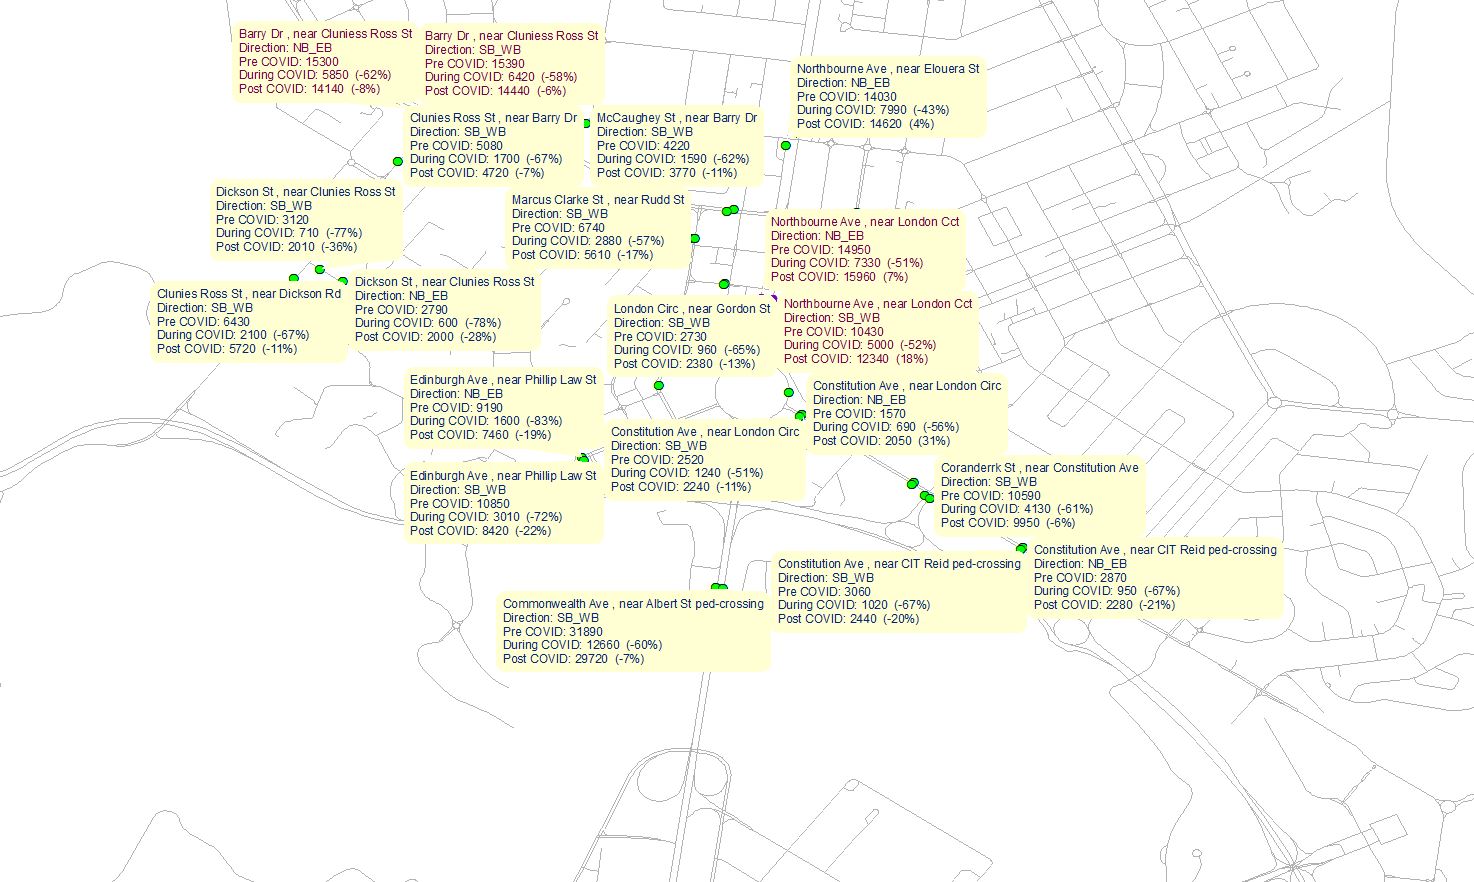 Barry Dr , near Cluniess Ross St
Direction: NB_EB
Pre COVID: 15300
During COVID: 5850 (-62%)
Post COVID: 14140 (-8%)
Barry Dr , near Cluniess Ross St
Direction: SB_WB
Pre COVID: 15390
During COVID: 6420 (-58%)
Post COVID: 14440 (-6%)
Northbourne Ave , near Elouera St
Direction: NB_EB
Pre COVID: 14030
During COVID: 7990 (-43%)
Post COVID: 14620 (4%)
Clunies Ross St , near Barry Dr
Direction: SB_WB
Pre COVID: 5080
During COVID: 1700 (-67%)
Post COVID: 4720 (-7%)
McCaughey St , near Barry Dr
Direction: SB_WB
Pre COVID: 4220
During COVID: 1590 (-62%)
Post COVID: 3770 (-11%)
Dickson St , near Clunies Ross St
Direction: SB_WB
Pre COVID: 3120
During COVID: 710 (-77%)
Post COVID: 2010 (-36%)
Marcus Clarke St , near Rudd St
Direction: SB_WB
Pre COVID: 6740
During COVID: 2880 (-57%)
Post COVID: 5610 (-17%)
Northbourne Ave , near London Cct
Direction: NB_EB
Pre COVID: 14950
During COVID: 7330 (-51%)
Post COVID: 15960 (7%)
Clunies Ross St , near Dickson Rd
Direction: SB_WB
Pre COVID: 6430
During COVID: 2100 (-67%)
Post COVID: 5720 (-11%)
Dickson St , near Clunies Ross St
Direction: NB_EB
Pre COVID: 2790
During COVID: 600 (-78%)
Post COVID: 2000 (-28%)
London Circ , near Gordon St
Direction: SB_WB
Pre COVID: 2730
During COVID: 960 (-65%)
Post COVID: 2380 (-13%)
Northbourne Ave , near London Cct
Direction: SB_WB
Pre COVID: 10430
During COVID: 5000 (-52%)
Post COVID: 12340 (18%)
Edinburgh Ave , near Phillip Law St
Direction: NB_EB
Pre COVID: 9190
During COVID: 1600 (-83%)
Post COVID: 7460 (-19%)
Constitution Ave , near London Circ
Direction: NB_EB
Pre COVID: 1570
During COVID: 690 (-56%)
Post COVID: 2050 (31%)
Constitution Ave , near London Circ
Direction: SB_WB
Pre COVID: 2520
During COVID: 1240 (-51%)
Post COVID: 2240 (-11%)
Edinburgh Ave , near Phillip Law St
Direction: SB_WB
Pre COVID: 10850
During COVID: 3010 (-72%)
Post COVID: 8420 (-22%)
Coranderrk St , near Constitution Ave
Direction: SB_WB
Pre COVID: 10590
During COVID: 4130 (-61%)
Post COVID: 9950 (-6%)
Constitution Ave , near CIT Reid ped-crossing
Direction: SB_WB
Pre COVID: 3060
During COVID: 1020 (-67%)
Post COVID: 2440 (-20%)
Constitution Ave , near CIT Reid ped-crossing
Direction: NB_EB
Pre COVID: 2870
During COVID: 950 (-67%)
Post COVID: 2280 (-21%)
Commonwealth Ave , near Albert St ped-crossing
Direction: SB_WB
Pre COVID: 31890
During COVID: 12660 (-60%)
Post COVID: 29720 (-7%)